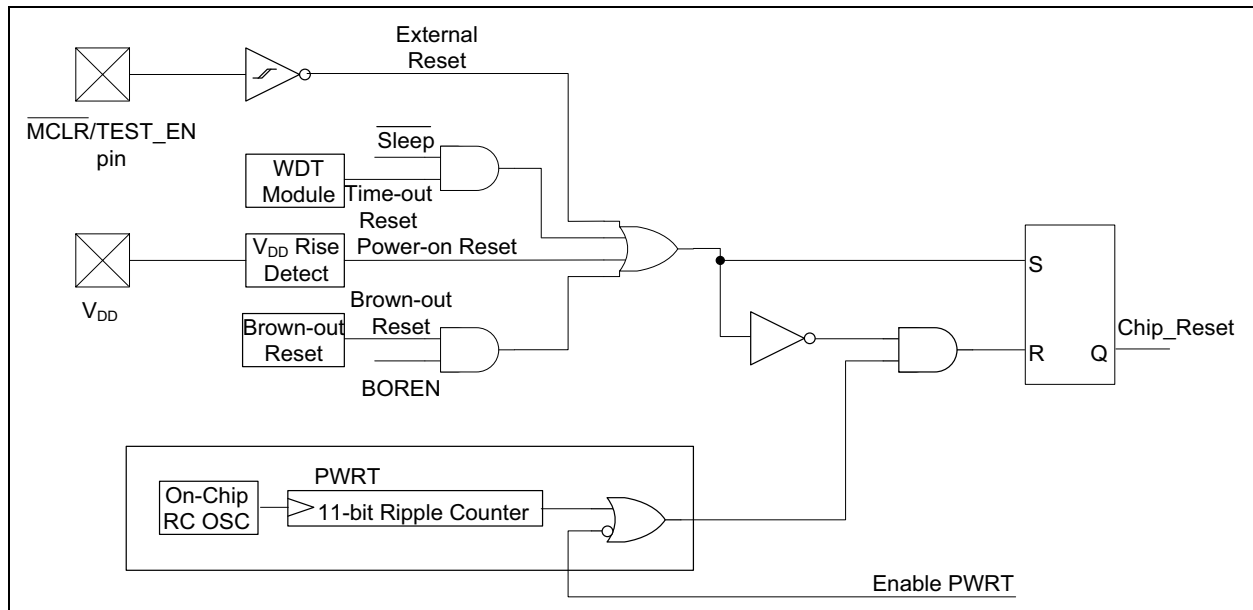 External
Reset
MCLR/TEST_EN
pin
Sleep
WDT
Module
Time-out
Reset
VDD Rise
Detect
Power-on Reset
VDD
Brown-out
Reset
Brown-out
Reset
BOREN
S
R
Q
Chip_Reset
PWRT
On-Chip
RC OSC
11-bit Ripple Counter
Enable PWRT